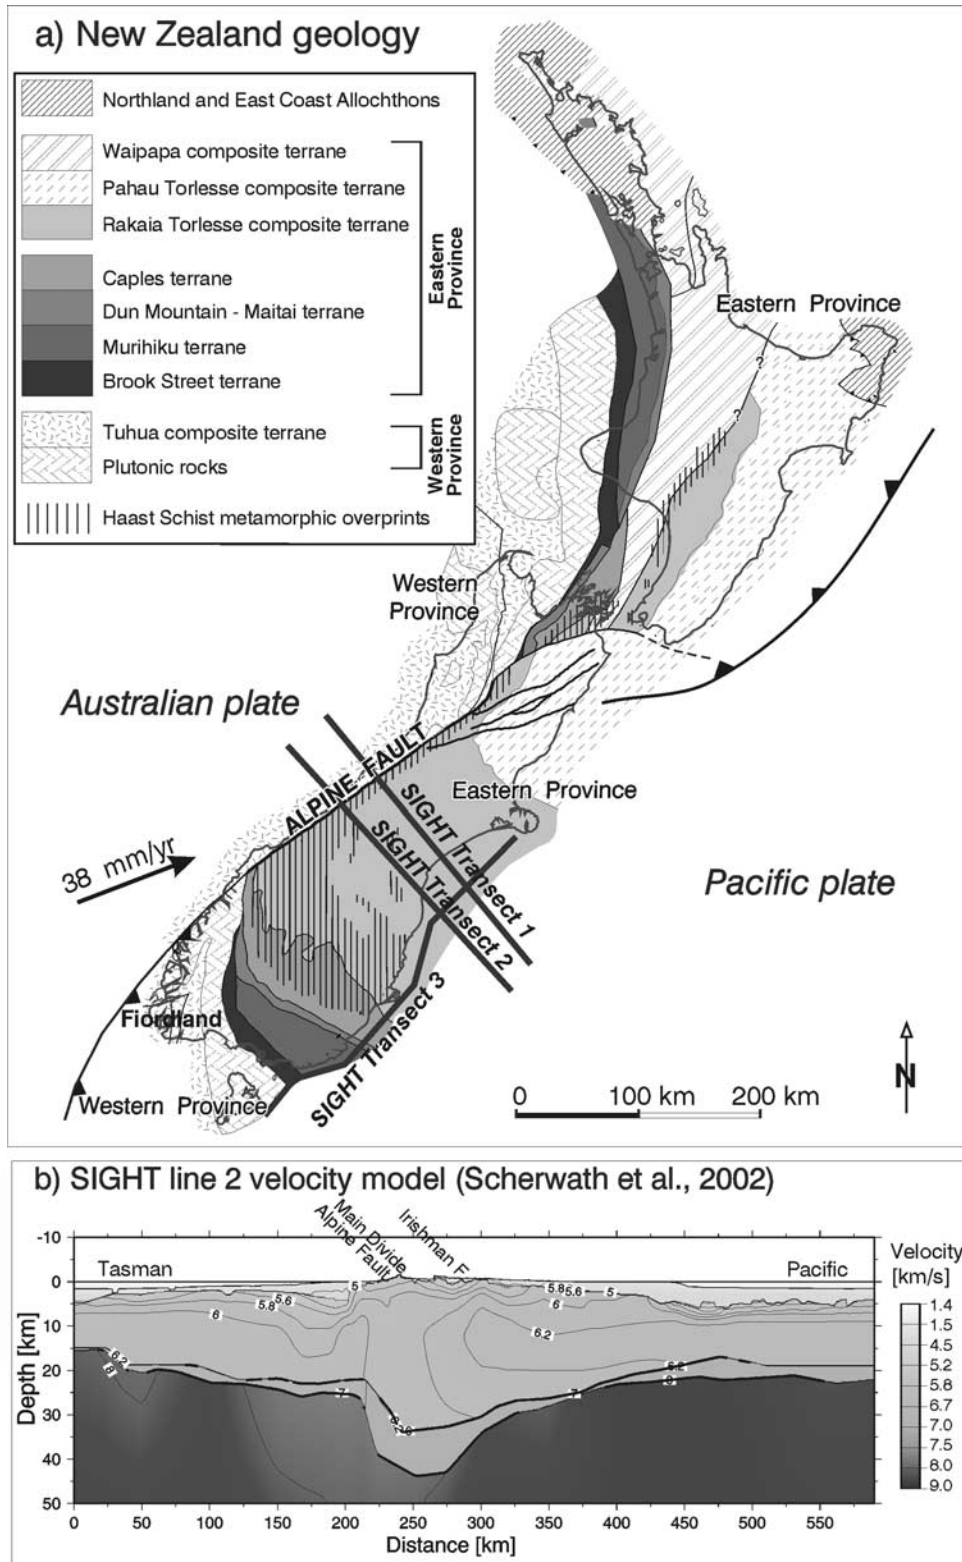 a) New Zealand geology
Northland and East Coast Allochthons
Waipapa composite terrane
Pahau Torlesse composite terrane
Rakaia Torlesse composite terrane
Caples terrane
Dun Mountain - Maitai terrane
Murihiku terrane
Brook Street terrane
Eastern
Province
Tuhua composite terrane
Plutonic rocks
Western
Province
Haast Schist metamorphic overprints
Eastern Province
?
?
Western
Province
Australian plate
ALPINE FAULT
Eastern Province
SIGHT Transect 1
SIGHT Transect 2
38 mm/yr
Pacific plate
Fiordland
SIGHT Transect 3
Western Province
0 100 km 200 km
N
b) SIGHT line 2 velocity model (Scherwath et al., 2002)
Main Divide
Alpine Fault
Irishman F
Tasman
Pacific
Velocity
[km/s]
1.4
1.5
4.5
5.2
5.8
6.7
7.0
7.5
8.0
9.0
-10
0
10
20
30
40
50
Depth [km]
5 5.8 5.6 5
5.8 5.6 6
6 6.2
6.2 6.2
8 7 7 8
0 50 100 150 200 250 300 350 400 450 500 550
Distance [km]